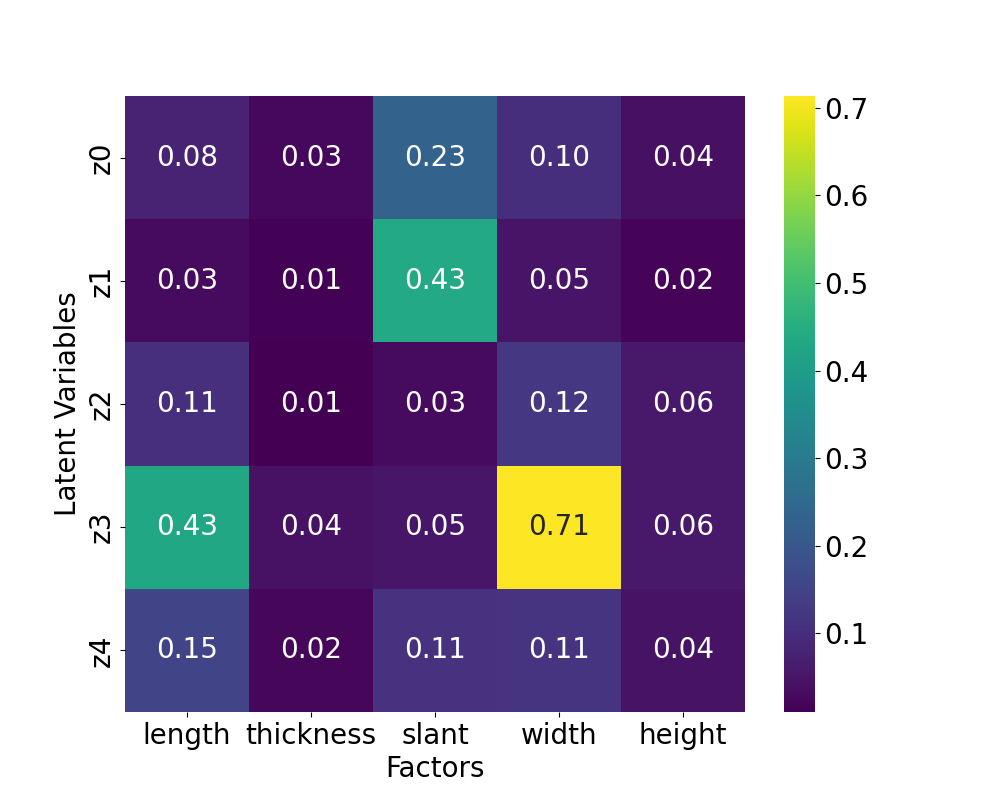 Latent Variables
z0 0.08 0.03 0.23 0.10 0.04
z1 0.03 0.01 0.43 0.05 0.02
z2 0.11 0.01 0.03 0.12 0.06
z3 0.43 0.04 0.05 0.71 0.06
z4 0.15 0.02 0.11 0.11 0.04
length thickness slant width height
Factors
0.7
0.6
0.5
0.4
0.3
0.2
0.1